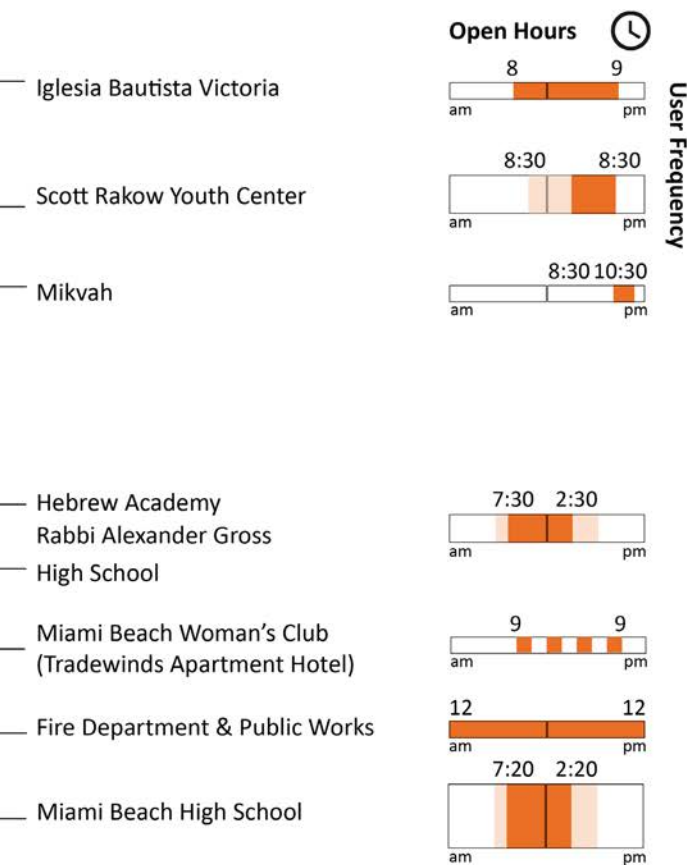 Open Hours
User Frequency
Iglesia Bautista Victoria
8 9
am pm
Scott Rakow Youth Center
8:30 8:30
am pm
Mikvah
8:30 10:30
am pm
Hebrew Academy
Rabbi Alexander Gross
High School
7:30 2:30
am pm
Miami Beach Woman’s Club
(Tradewinds Apartment Hotel)
9 9
am pm
Fire Department & Public Works
12 12
am pm
Miami Beach High School
7:20 2:20
am pm